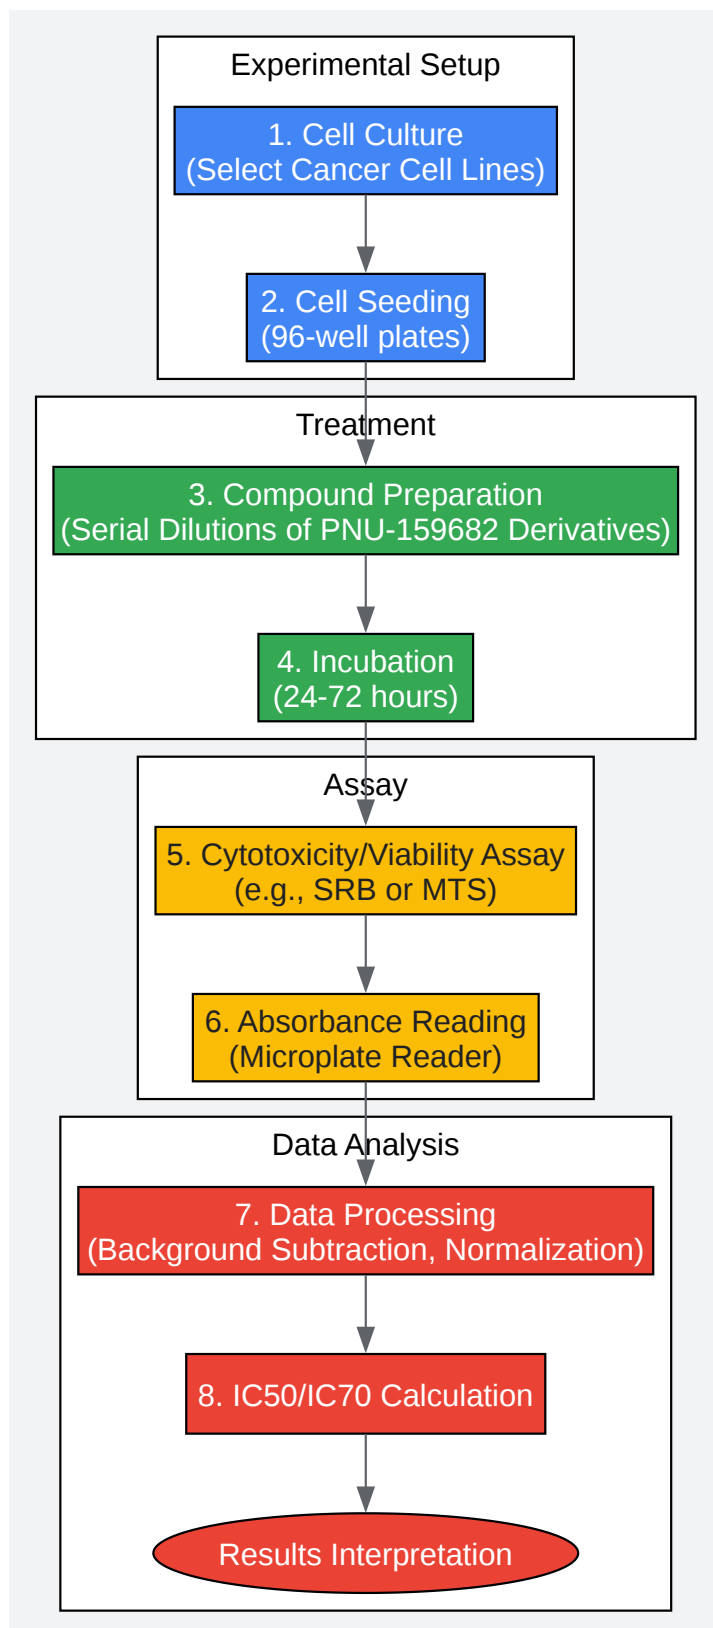 Experimental Setup
1. Cell Culture
(Select Cancer Cell Lines)
2. Cell Seeding
(96-well plates)
Treatment
3. Compound Preparation
(Serial Dilutions of PNU-159682 Derivatives)
4. Incubation
(24-72 hours)
Assay
5. Cytotoxicity/Viability Assay
(e.g., SRB or MTS)
6. Absorbance Reading
(Microplate Reader)
Data Analysis
7. Data Processing
(Background Subtraction, Normalization)
8. IC50/IC70 Calculation
Results Interpretation